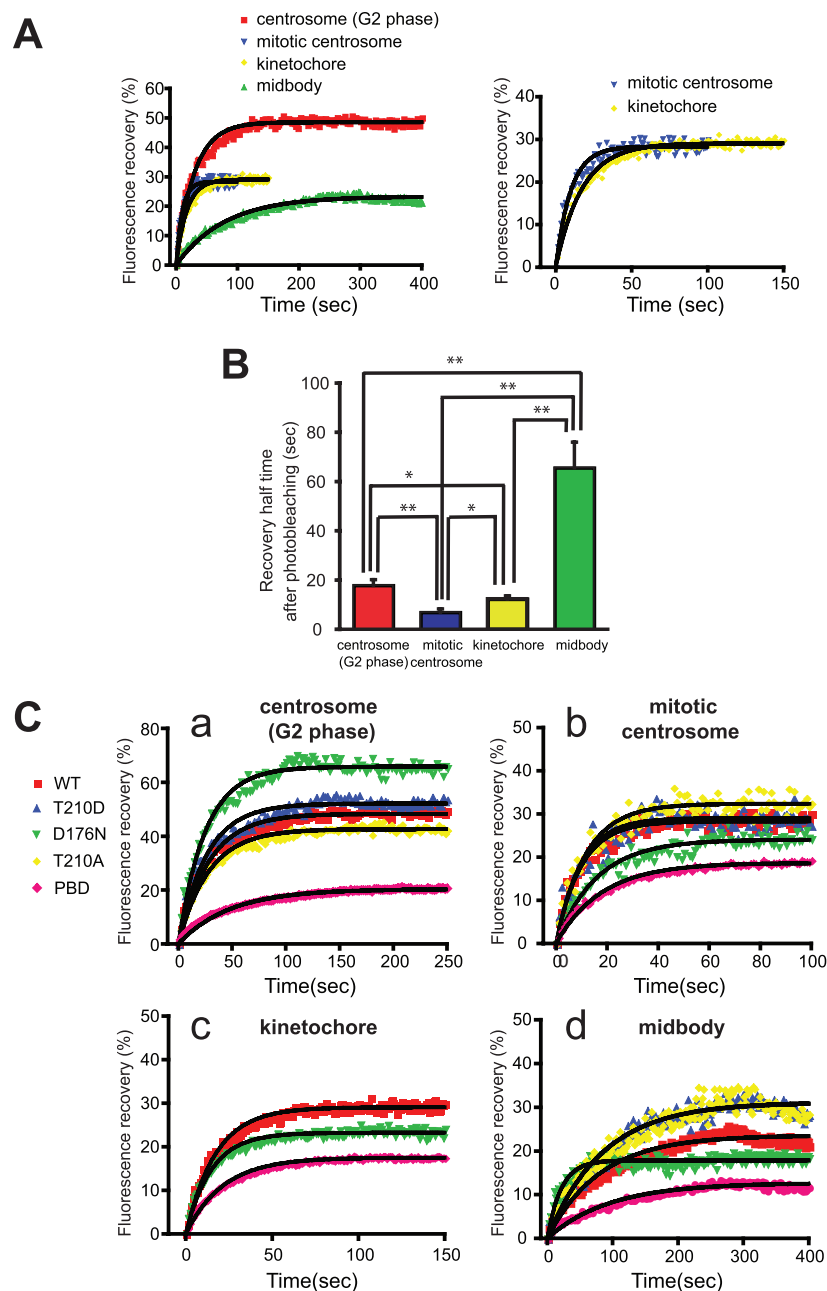 A
centrosome (G2 phase)
mitotic centrosome
kinetochore
midbody
Fluorescence recovery (%)
60
50
40
30
20
10
0
0 100 200 300 400
Time (sec)
mitotic centrosome
kinetochore
Fluorescence recovery (%)
40
30
20
10
0
0 50 100 150
Time (sec)
B
Recovery half time
after photobleaching (sec)
100
80
60
40
20
0
**
**
**
*
**
*
centrosome
(G2 phase)
mitotic
centrosome
kinetochore
midbody
C
WT
T210D
D176N
T210A
PBD
a
centrosome
(G2 phase)
Fluorescence recovery (%)
80
60
40
20
0
0 50 100 150 200 250
Time(sec)
b
mitotic
centrosome
Fluorescence recovery (%)
50
40
30
20
10
0
0 0 20 40 60 80 100
Time(sec)
c
kinetochore
Fluorescence recovery (%)
50
40
30
20
10
0
0 50 100 150
Time(sec)
d
midbody
Fluorescence recovery (%)
50
40
30
20
10
0
0 100 200 300 400
Time(sec)